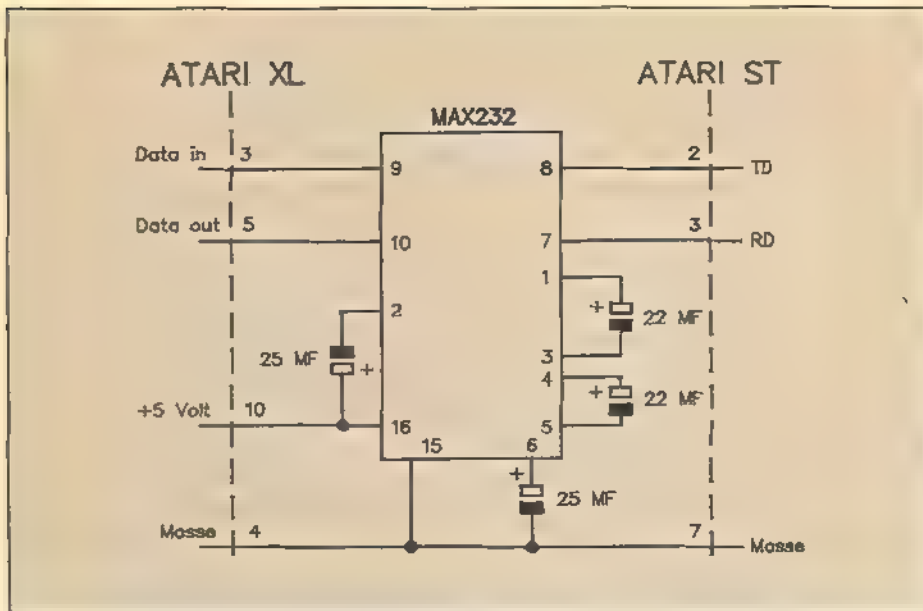 ATARI XL
ATARI ST
MAX232
Data in
3
9
8
2
TD
Data out
5
10
7
3
RD
1
2
+
22 MF
25 MF
+
3
4
+
22 MF
+5 Volt
10
16
5
15
6
+
25 MF
Masse
4
7
Masse